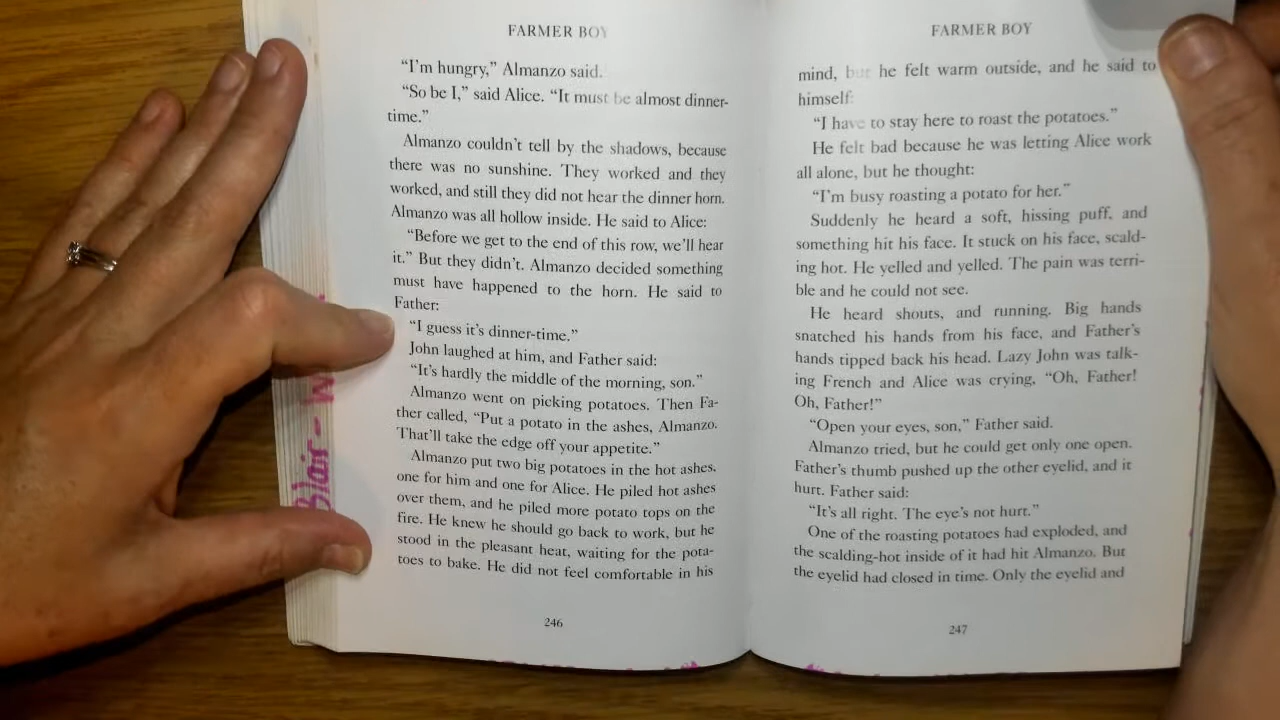 FARMER BOY
"I'm hungry," Almanzo said.
"So be I," said Alice. "It must be almost dinner-
time."
Almanzo couldn't tell by the shadows, because
there was no sunshine. They worked and they
worked, and still they did not hear the dinner horn.
Almanzo was all hollow inside. He said to Alice:
"Before we get to the end of this row, we'll hear
it." But they didn't. Almanzo decided something
must have happened to the horn. He said to
Father:
"I guess it's dinner-time."
John laughed at him, and Father said:
"It's hardly the middle of the morning, son."
Almanzo went on picking potatoes. Then Fa-
ther called, "Put a potato in the ashes, Almanzo.
That'll take the edge off your appetite."
Almanzo put two big potatoes in the hot ashes,
one for him and one for Alice. He piled hot ashes
over them, and he piled more potato tops on the
fire. He knew he should go back to work, but he
stood in the pleasant heat, waiting for the pota-
toes to bake. He did not feel comfortable in his
246
FARMER BOY
mind, but he felt warm outside, and he said to
himself:
"I have to stay here to roast the potatoes."
He felt bad because he was letting Alice work
all alone, but he thought:
"I'm busy roasting a potato for her."
Suddenly he heard a soft, hissing puff, and
something hit his face. It stuck on his face, scald-
ing hot. He yelled and yelled. The pain was terri-
ble and he could not see.
He heard shouts, and running. Big hands
snatched his hands from his face, and Father's
hands tipped back his head. Lazy John was talk-
ing French and Alice was crying, "Oh, Father!
Oh, Father!"
"Open your eyes, son," Father said.
Almanzo tried, but he could get only one open.
Father's thumb pushed up the other eyelid, and it
hurt. Father said:
"It's all right. The eye's not hurt."
One of the roasting potatoes had exploded, and
the scalding-hot inside of it had hit Almanzo. But
the eyelid had closed in time. Only the eyelid and
247
Blair - W